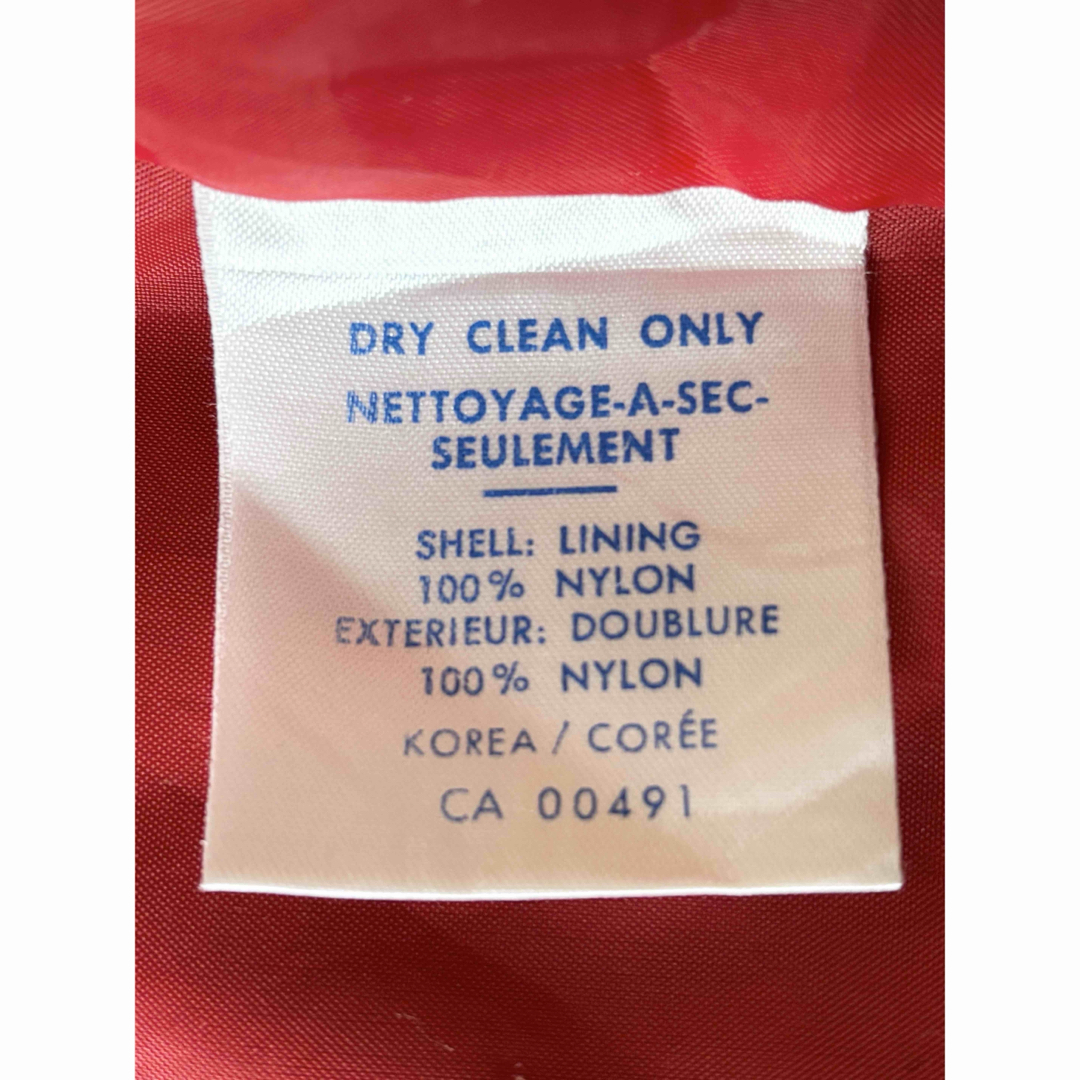 DRY CLEAN ONLY
NETTOYAGE-A-SEC-
SEULEMENT
SHELL: LINING
100% NYLON
EXTERIEUR: DOUBLURE
100% NYLON
KOREA / CORÉE
CA 00491